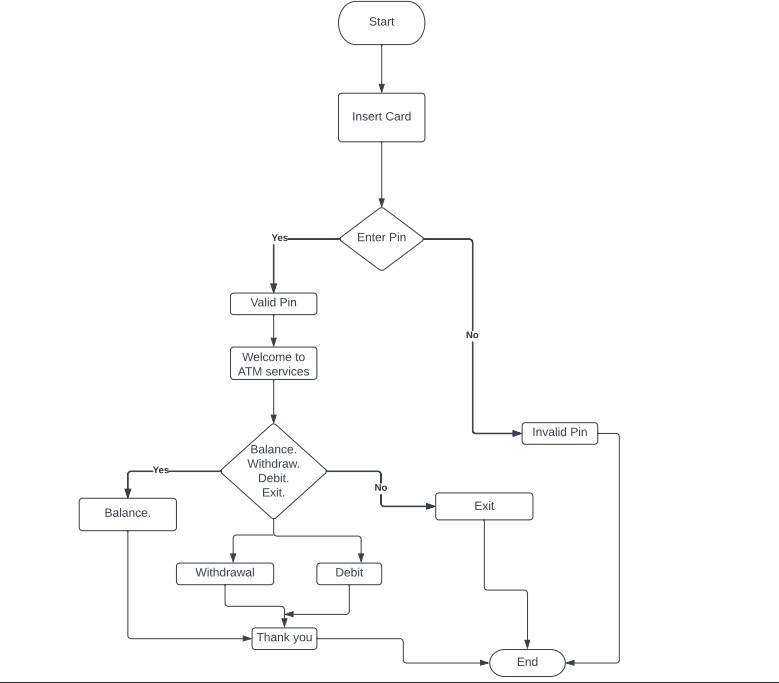 Start
Insert Card
Enter Pin
Yes
Valid Pin
No
Welcome to
ATM services
Invalid Pin
Balance.
Withdraw.
Debit.
Exit.
Yes
No
Balance.
Exit
Withdrawal
Debit
Thank you
End